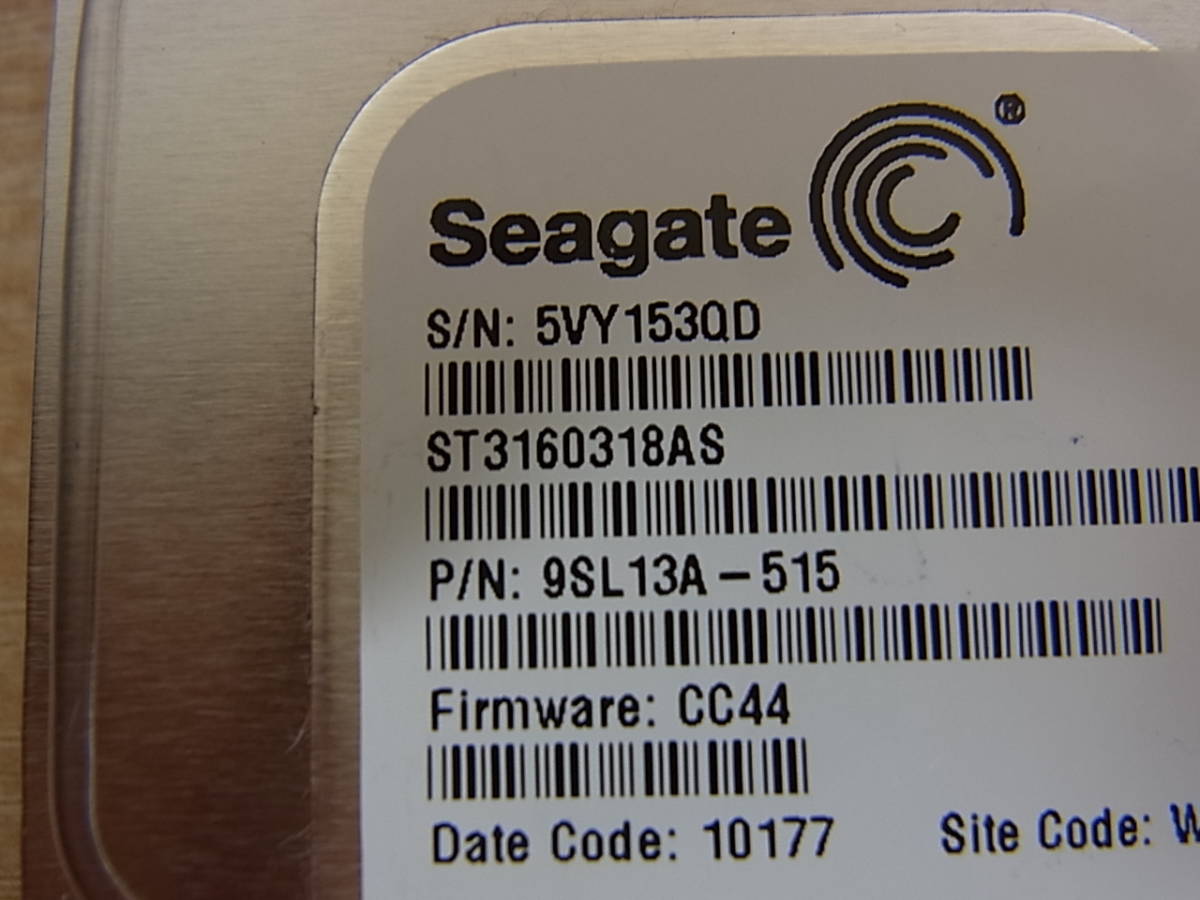 Seagate ®
S/N: 5VY153QD
ST3160318AS
P/N: 9SL13A-515
Firmware: CC44
Date Code: 10177 Site Code: